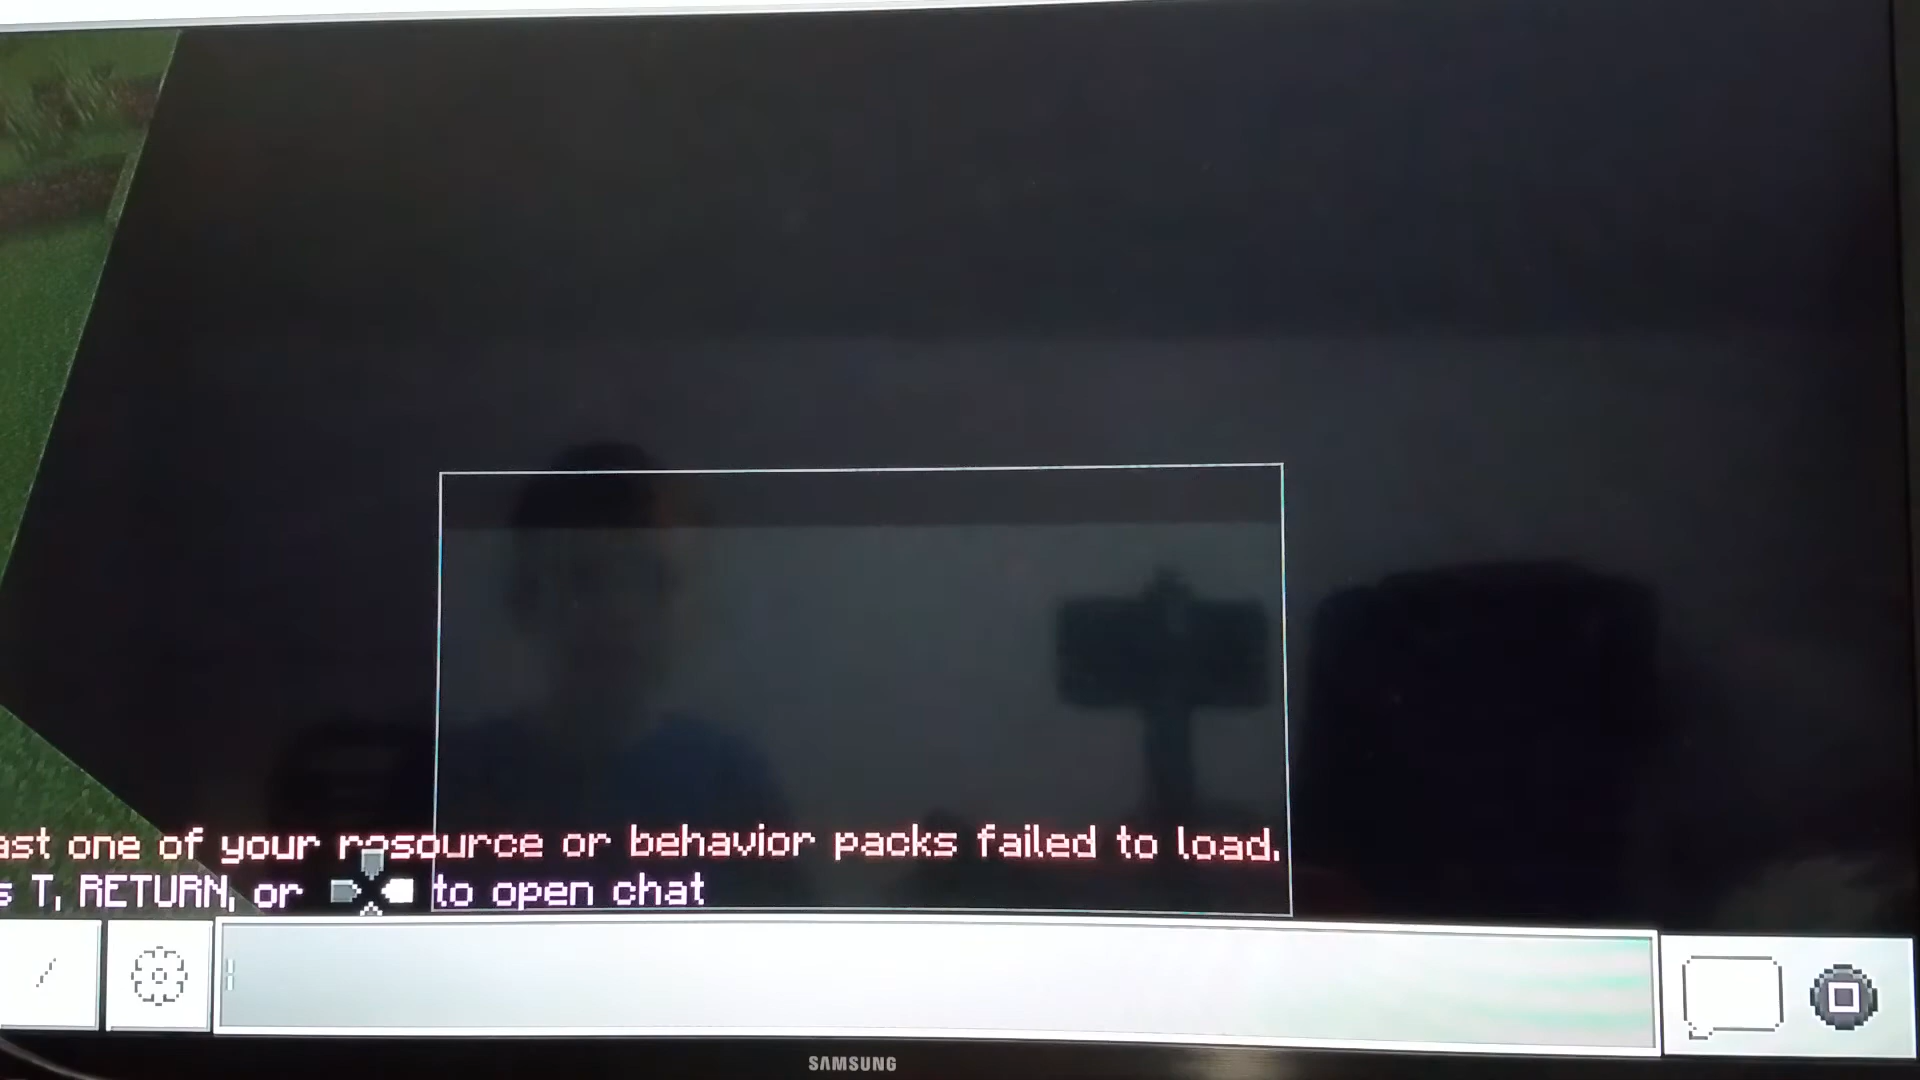 ast one of your resource or behavior packs failed to load.
s T, RETURN, or to open chat
/
SAMSUNG